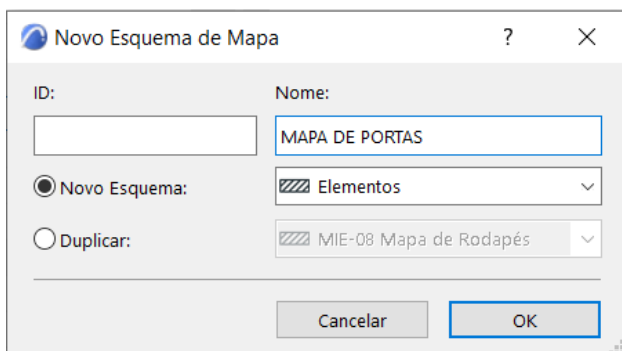 Novo Esquema de Mapa ?
ID: Nome:
MAPA DE PORTAS
Novo Esquema: Elementos
Duplicar: MIE-08 Mapa de Rodapés
Cancelar OK